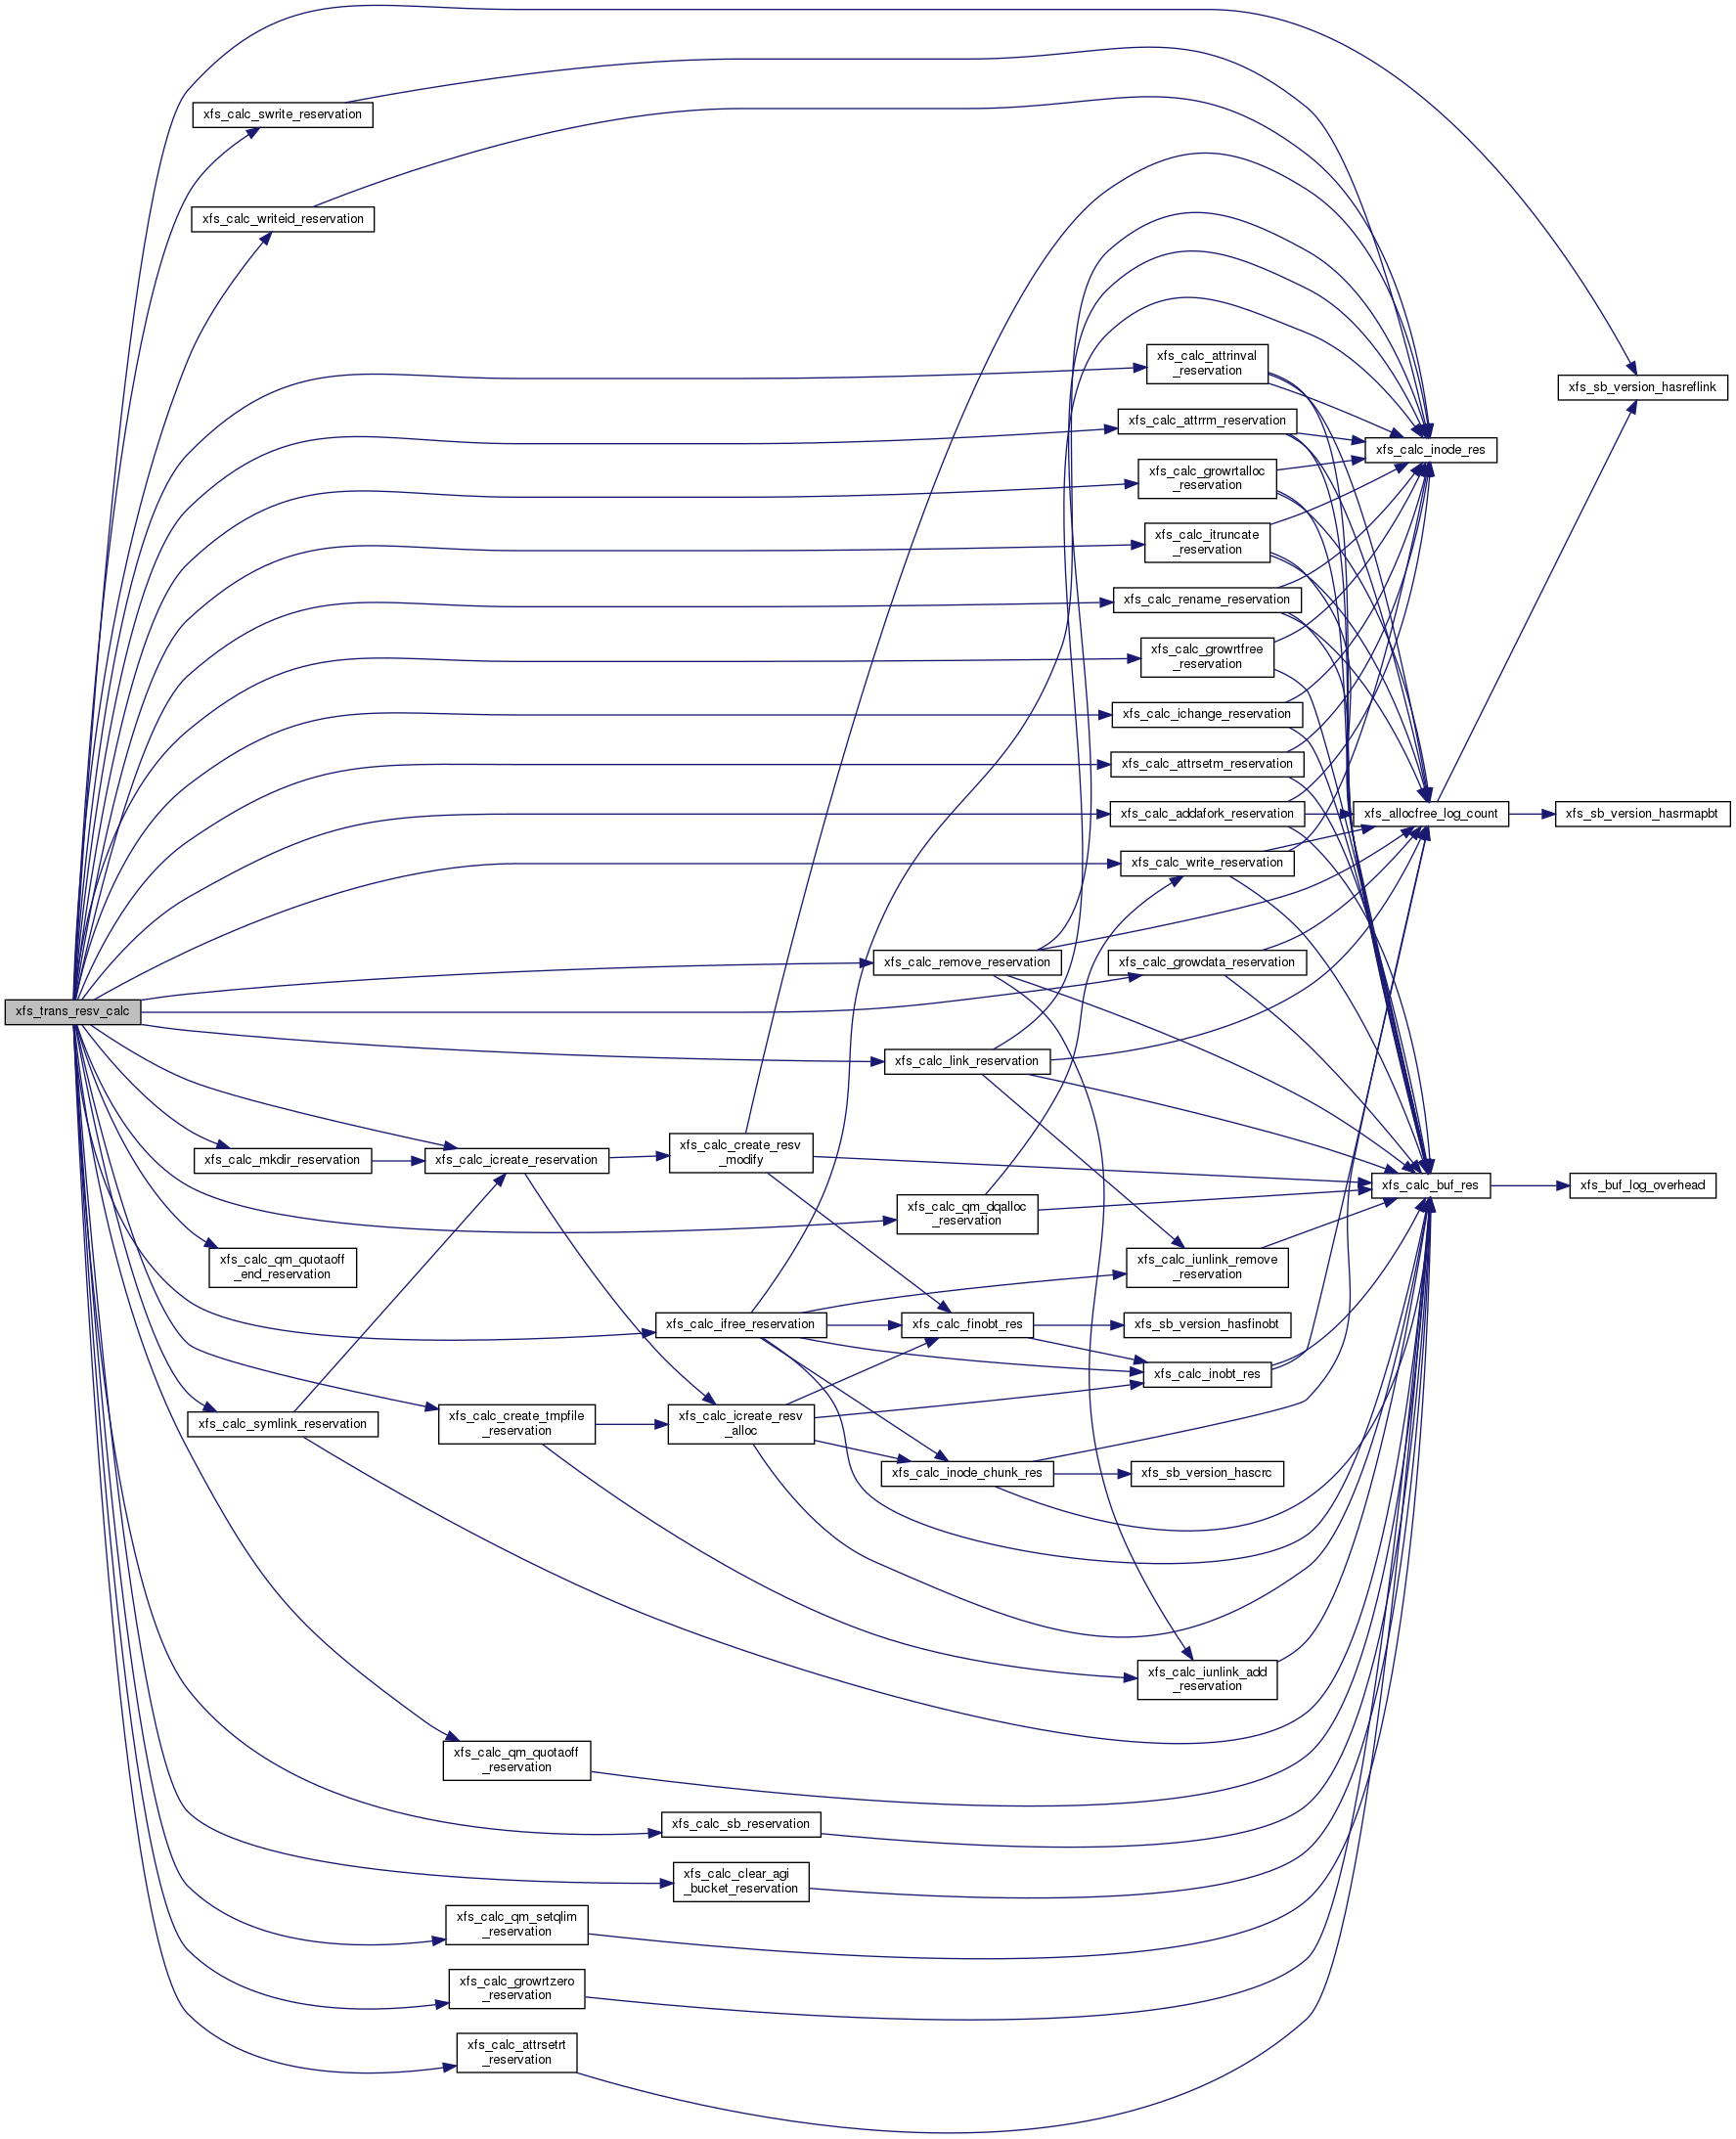 xfs_calc_swrite_reservation
xfs_calc_writeid_reservation
xfs_calc_attrinval
_reservation
xfs_sb_version_hasreflink
xfs_calc_attrrm_reservation
xfs_calc_inode_res
xfs_calc_growrtalloc
_reservation
xfs_calc_itruncate
_reservation
xfs_calc_rename_reservation
xfs_calc_growrtfree
_reservation
xfs_calc_ichange_reservation
xfs_calc_attrsetm_reservation
xfs_calc_addafork_reservation
xfs_allocfree_log_count
xfs_sb_version_hasrmapbt
xfs_calc_write_reservation
xfs_calc_remove_reservation
xfs_calc_growdata_reservation
xfs_trans_resv_calc
xfs_calc_link_reservation
xfs_calc_create_resv
_modify
xfs_calc_mkdir_reservation
xfs_calc_icreate_reservation
xfs_calc_buf_res
xfs_buf_log_overhead
xfs_calc_qm_dqalloc
_reservation
xfs_calc_qm_quotaoff
_end_reservation
xfs_calc_iunlink_remove
_reservation
xfs_calc_ifree_reservation
xfs_calc_finobt_res
xfs_sb_version_hasfinobt
xfs_calc_inobt_res
xfs_calc_symlink_reservation
xfs_calc_create_tmpfile
_reservation
xfs_calc_icreate_resv
_alloc
xfs_calc_inode_chunk_res
xfs_sb_version_hascrc
xfs_calc_iunlink_add
_reservation
xfs_calc_qm_quotaoff
_reservation
xfs_calc_sb_reservation
xfs_calc_clear_agi
_bucket_reservation
xfs_calc_qm_setqlim
_reservation
xfs_calc_growrtzero
_reservation
xfs_calc_attrsetrt
_reservation